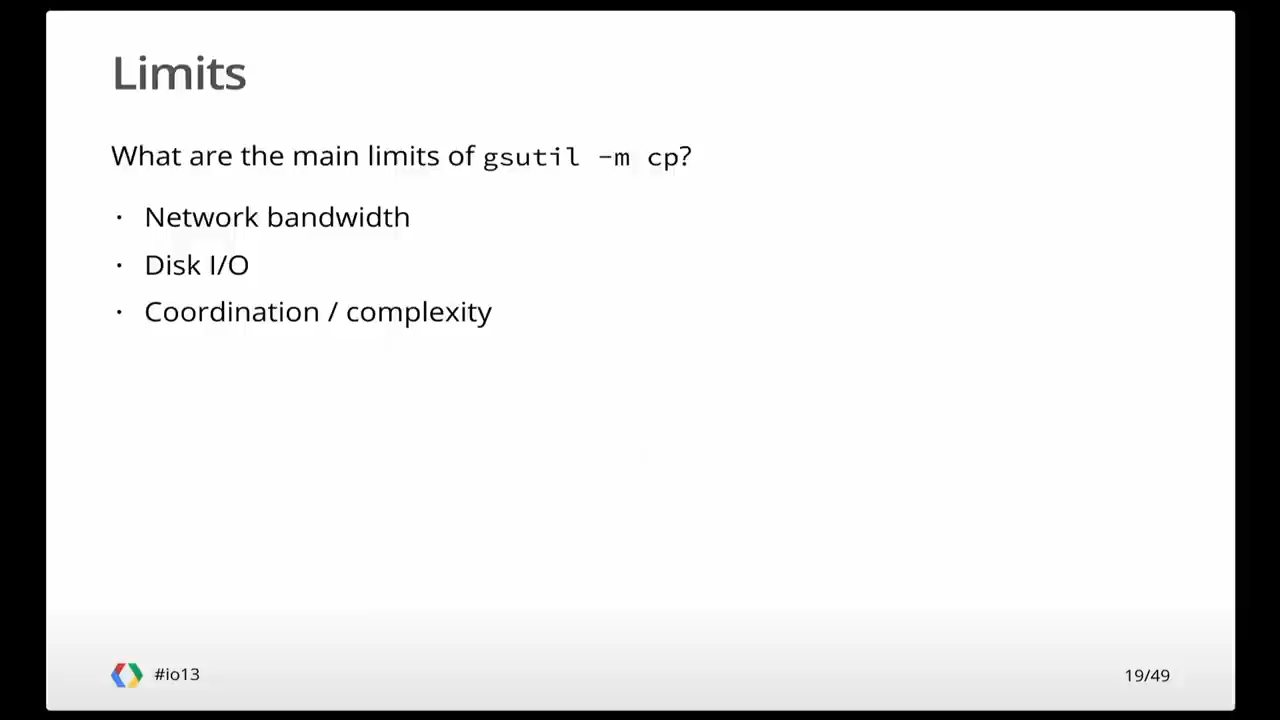 Limits
What are the main limits of gsutil -m cp?
· Network bandwidth
· Disk I/O
· Coordination / complexity
#io13
19/49